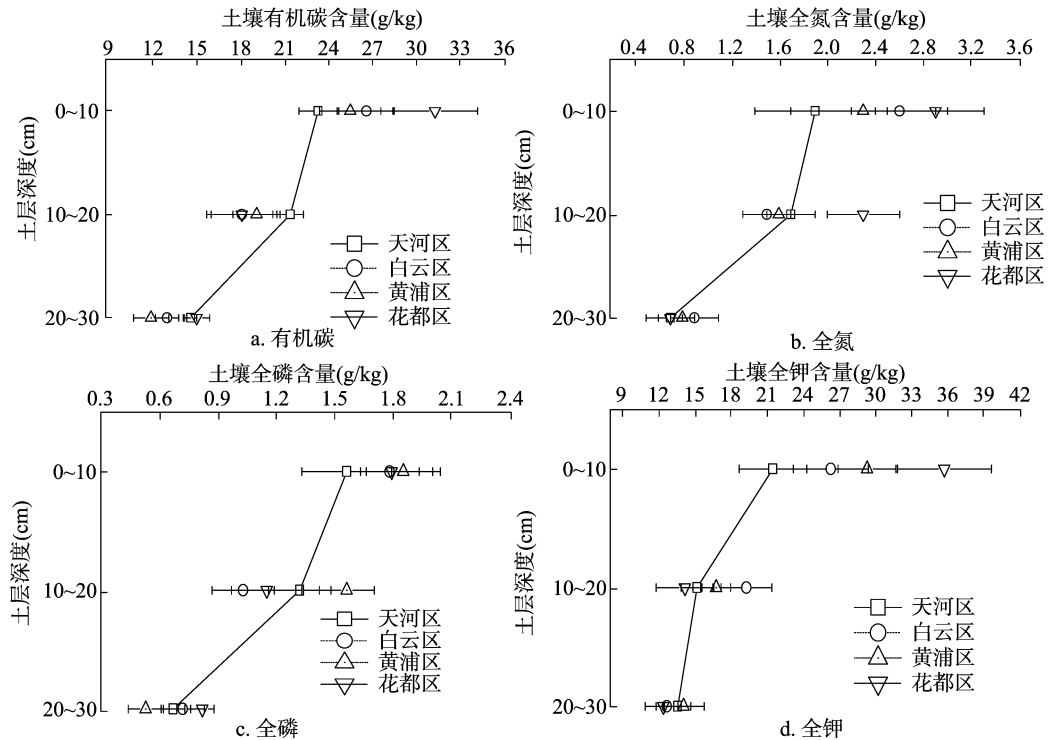 土壤有机碳含量(g/kg)
9 12 15 18 21 24 27 30 33 36
土层深度(cm)
0~10
10~20
20~30
天河区
白云区
黄浦区
花都区
a. 有机碳
土壤全氮含量(g/kg)
0.4 0.8 1.2 1.6 2.0 2.4 2.8 3.2 3.6
土层深度(cm)
0~10
10~20
20~30
天河区
白云区
黄浦区
花都区
b. 全氮
土壤全磷含量(g/kg)
0.3 0.6 0.9 1.2 1.5 1.8 2.1 2.4
土层深度(cm)
0~10
10~20
20~30
天河区
白云区
黄浦区
花都区
c. 全磷
土壤全钾含量(g/kg)
9 12 15 18 21 24 27 30 33 36 39 42
土层深度(cm)
0~10
10~20
20~30
天河区
白云区
黄浦区
花都区
d. 全钾